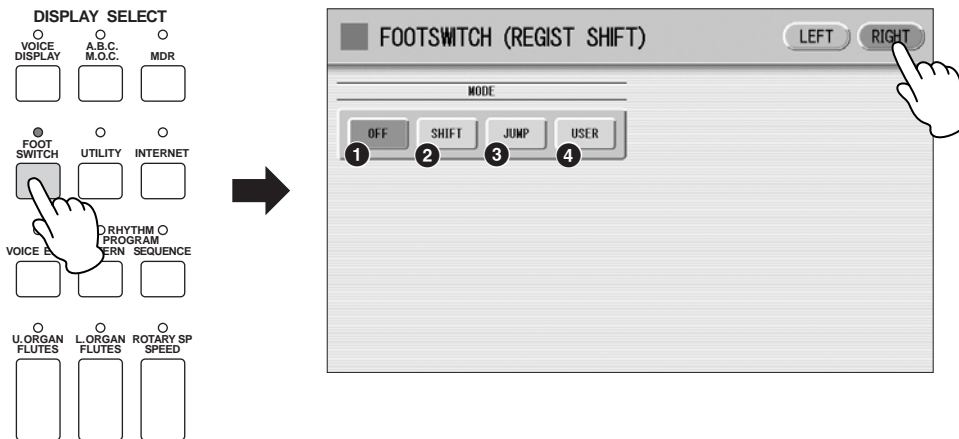 DISPLAY SELECT
VOICE DISPLAY
A.B.C. M.O.C.
MDR
FOOT SWITCH
UTILITY
INTERNET
RHYTHM PROGRAM
VOICE E
ERN
SEQUENCE
U.ORGAN FLUTES
L.ORGAN FLUTES
ROTARY SP SPEED
FOOTSWITCH (REGIST SHIFT)
LEFT
RIGHT
MODE
OFF
SHIFT
JUMP
USER
1
2
3
4